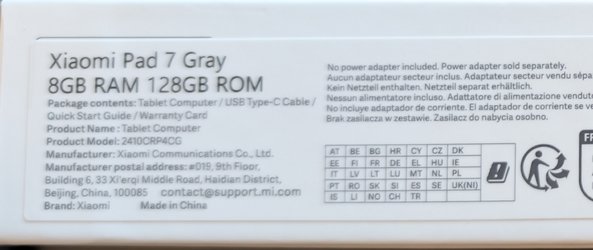 Xiaomi Pad 7 Gray
8GB RAM 128GB ROM
Package contents: Tablet Computer / USB Type-C Cable /
Quick Start Guide / Warranty Card
Product Name: Tablet Computer
Product Model: 2410CRP4CG
Manufacturer: Xiaomi Communications Co., Ltd.
Manufacturer postal address: #019, 9th Floor,
Building 6, 33 Xi'erqi Middle Road, Haidian District,
Beijing, China, 100085 contact@support.mi.com
Brand: Xiaomi Made in China
No power adapter included. Power adapter sold separately.
Aucun adaptateur secteur inclus. Adaptateur secteur vendu sépa
Kein Netzteil enthalten. Netzteil separat erhältlich.
Nessun alimentatore incluso. Adattatore di alimentazione vendut
No incluye adaptador de corriente. El adaptador de corriente se ve
Brak zasilacza w zestawie. Zasilacz do nabycia osobno.
AT BE BG HR CY CZ DK
EE FI FR DE EL HU IE
IT LV LT LU MT NL PL
PT RO SK SI ES SE UK(NI)
IS LI NO CH TR
FR